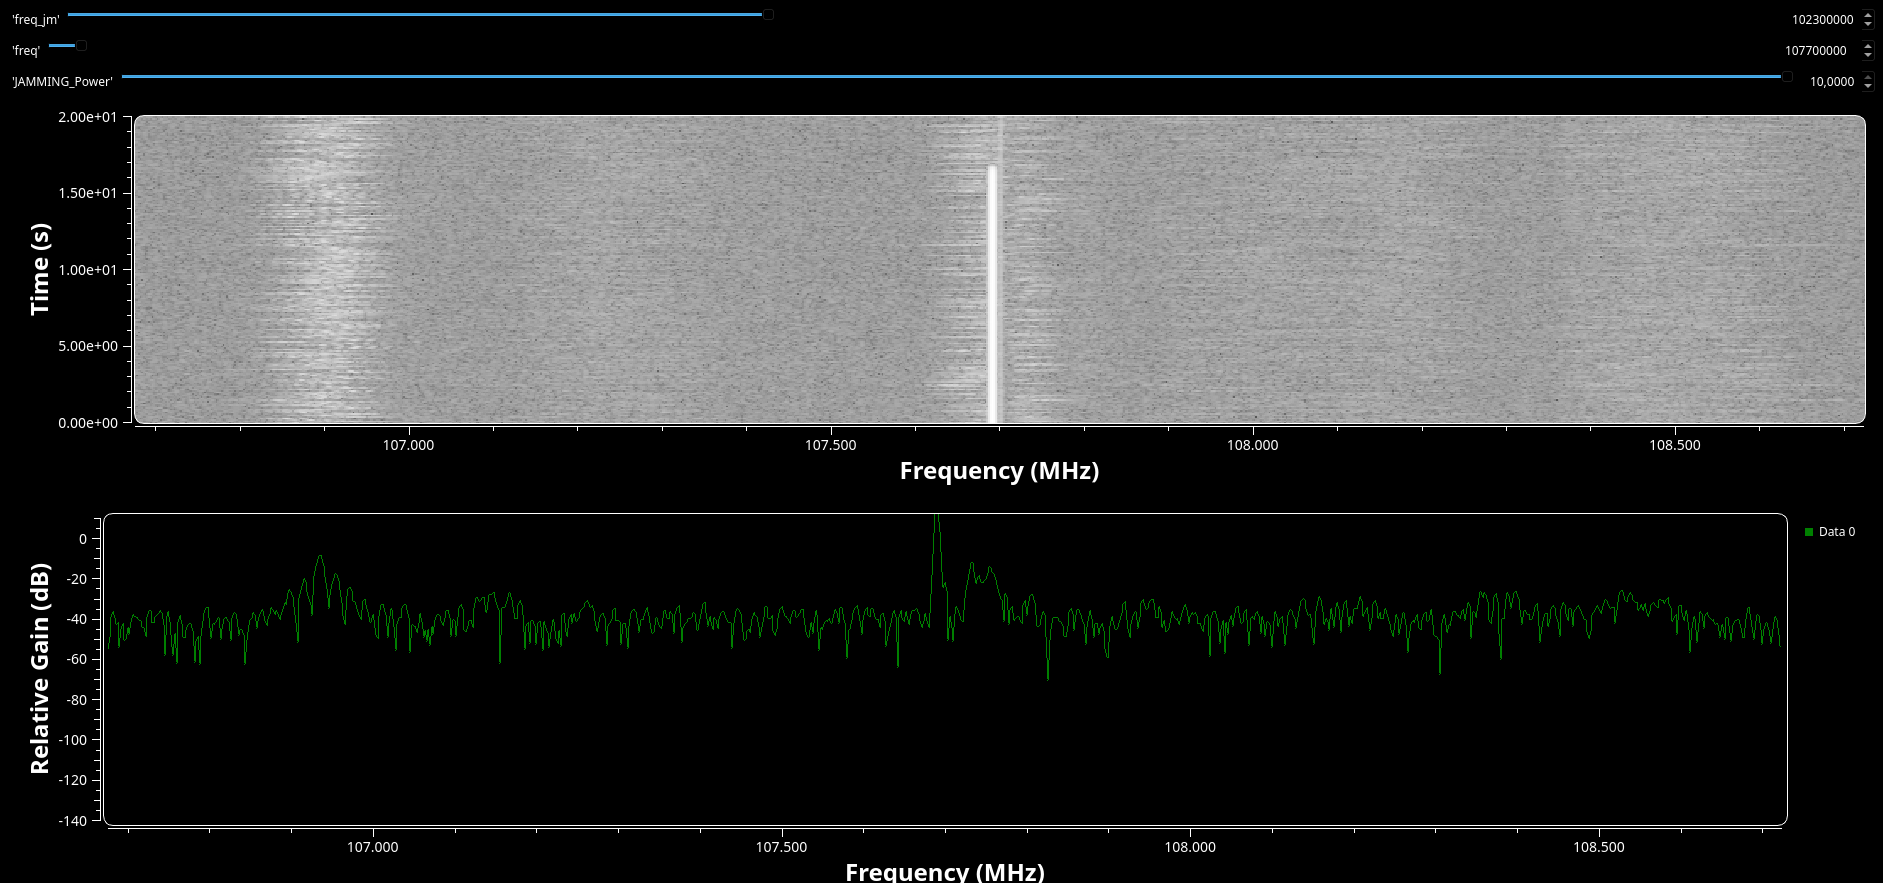 'freq_jm' 102300000
'freq' 107700000
'JAMMING_Power' 10,0000
2.00e+01
1.50e+01
1.00e+01
5.00e+00
0.00e+00
Time (s)
107.000 107.500 108.000 108.500
Frequency (MHz)
0
-20
-40
-60
-80
-100
-120
-140
Relative Gain (dB)
Data 0
107.000 107.500 108.000 108.500
Frequency (MHz)